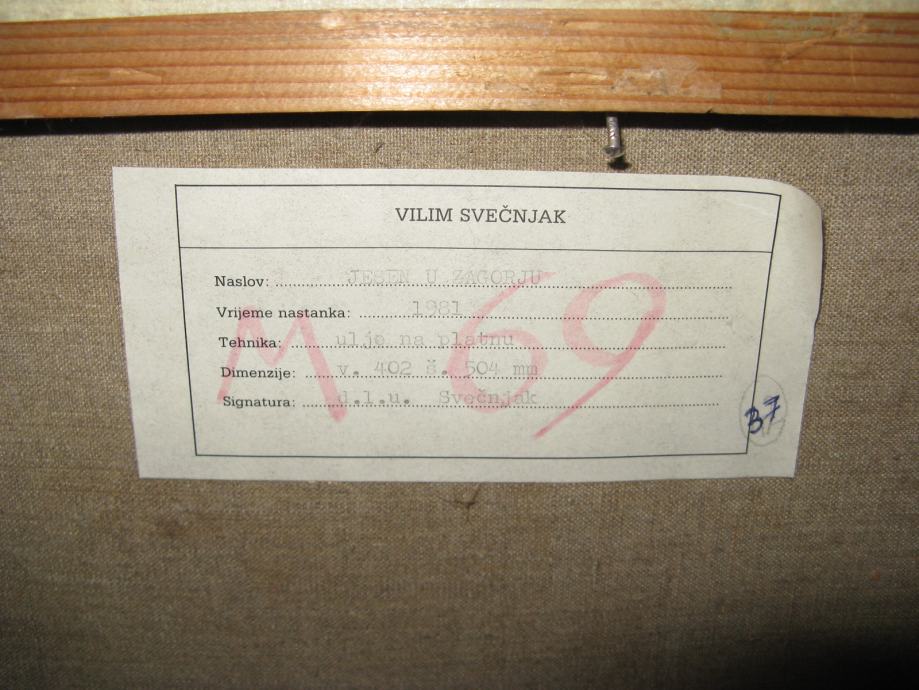 VILIM SVEČNJAK
Naslov: JESEN U ZAGORJU
Vrijeme nastanka: 1981
Tehnika: ulje na platnu
Dimenzije: v. 402 š. 504 mm
Signatura: d.l.u. Svečnjak
M 69
37